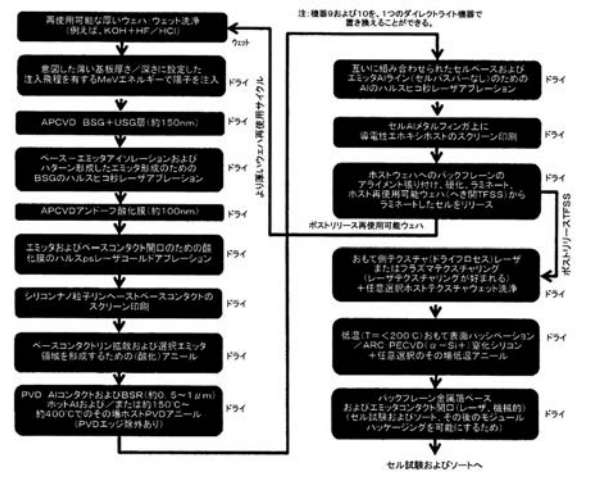 再使用可能な厚いウェハ:ウェット洗浄
(例えば、KOH+HF/HCl)
ウェット
意図した薄い基板厚さ/深さに設定した
注入飛程を有するMeVエネルギーで陽子を注入
ドライ
APCVD BSG+USG層(約150nm)
ドライ
ベース-エミッタアイソレーションおよび
パターン形成したエミッタ形成のための
BSGのパルスピコ秒レーザアブレーション
ドライ
APCVDアンドープ酸化膜(約100nm)
ドライ
エミッタおよびベースコンタクト開口のための酸
化膜のパルスpsレーザコールドアブレーション
ドライ
シリコンナノ粒子リンペーストベースコンタクトの
スクリーン印刷
ドライ
ベースコンタクトリン拡散および選択エミッタ
領域を形成するための(酸化)アニール
ドライ
PVD AlコンタクトおよびBSR(約0.5~1μm)
ホットAlおよび/または約150℃~
約400℃でのその場ポストPVDアニール
(PVDエッジ除外あり)
ドライ
より厚いウェハ再使用サイクル
注:機器9および10を、1つのダイレクトライト機器で
置き換えることができる。
互いに組み合わせられたセルベースおよび
エミッタAlライン(セルバスバーなし)のための
Alのパルスピコ秒レーザアブレーション
ドライ
セルAlメタルフィンガ上に
導電性エポキシポストのスクリーン印刷
ドライ
ホストウェハへのバックプレーンの
アライメント張り付け、硬化、ラミネート、
ホスト再使用可能ウェハ(へき開TFSS)から
ラミネートしたセルをリリース
ドライ
ポストリリース再使用可能ウェハ
ポストリリースTFSS
おもて側テクスチャ(ドライプロセス)レーザ
またはプラズマテクスチャリング
(レーザテクスチャリングが好まれる)
+任意選択ポストテクスチャウェット洗浄
ドライ
低温(T=<200℃)おもて表面パッシベーション
/ARC PECVD(α-Si+)窒化シリコン
+任意選択のその場低温アニール
ドライ
バックプレーン金属箔ベース
およびエミッタコンタクト開口(レーザ、機械的)
(セル試験およびソート、その後のモジュール
パッケージングを可能にするため)
ドライ
セル試験およびソートへ